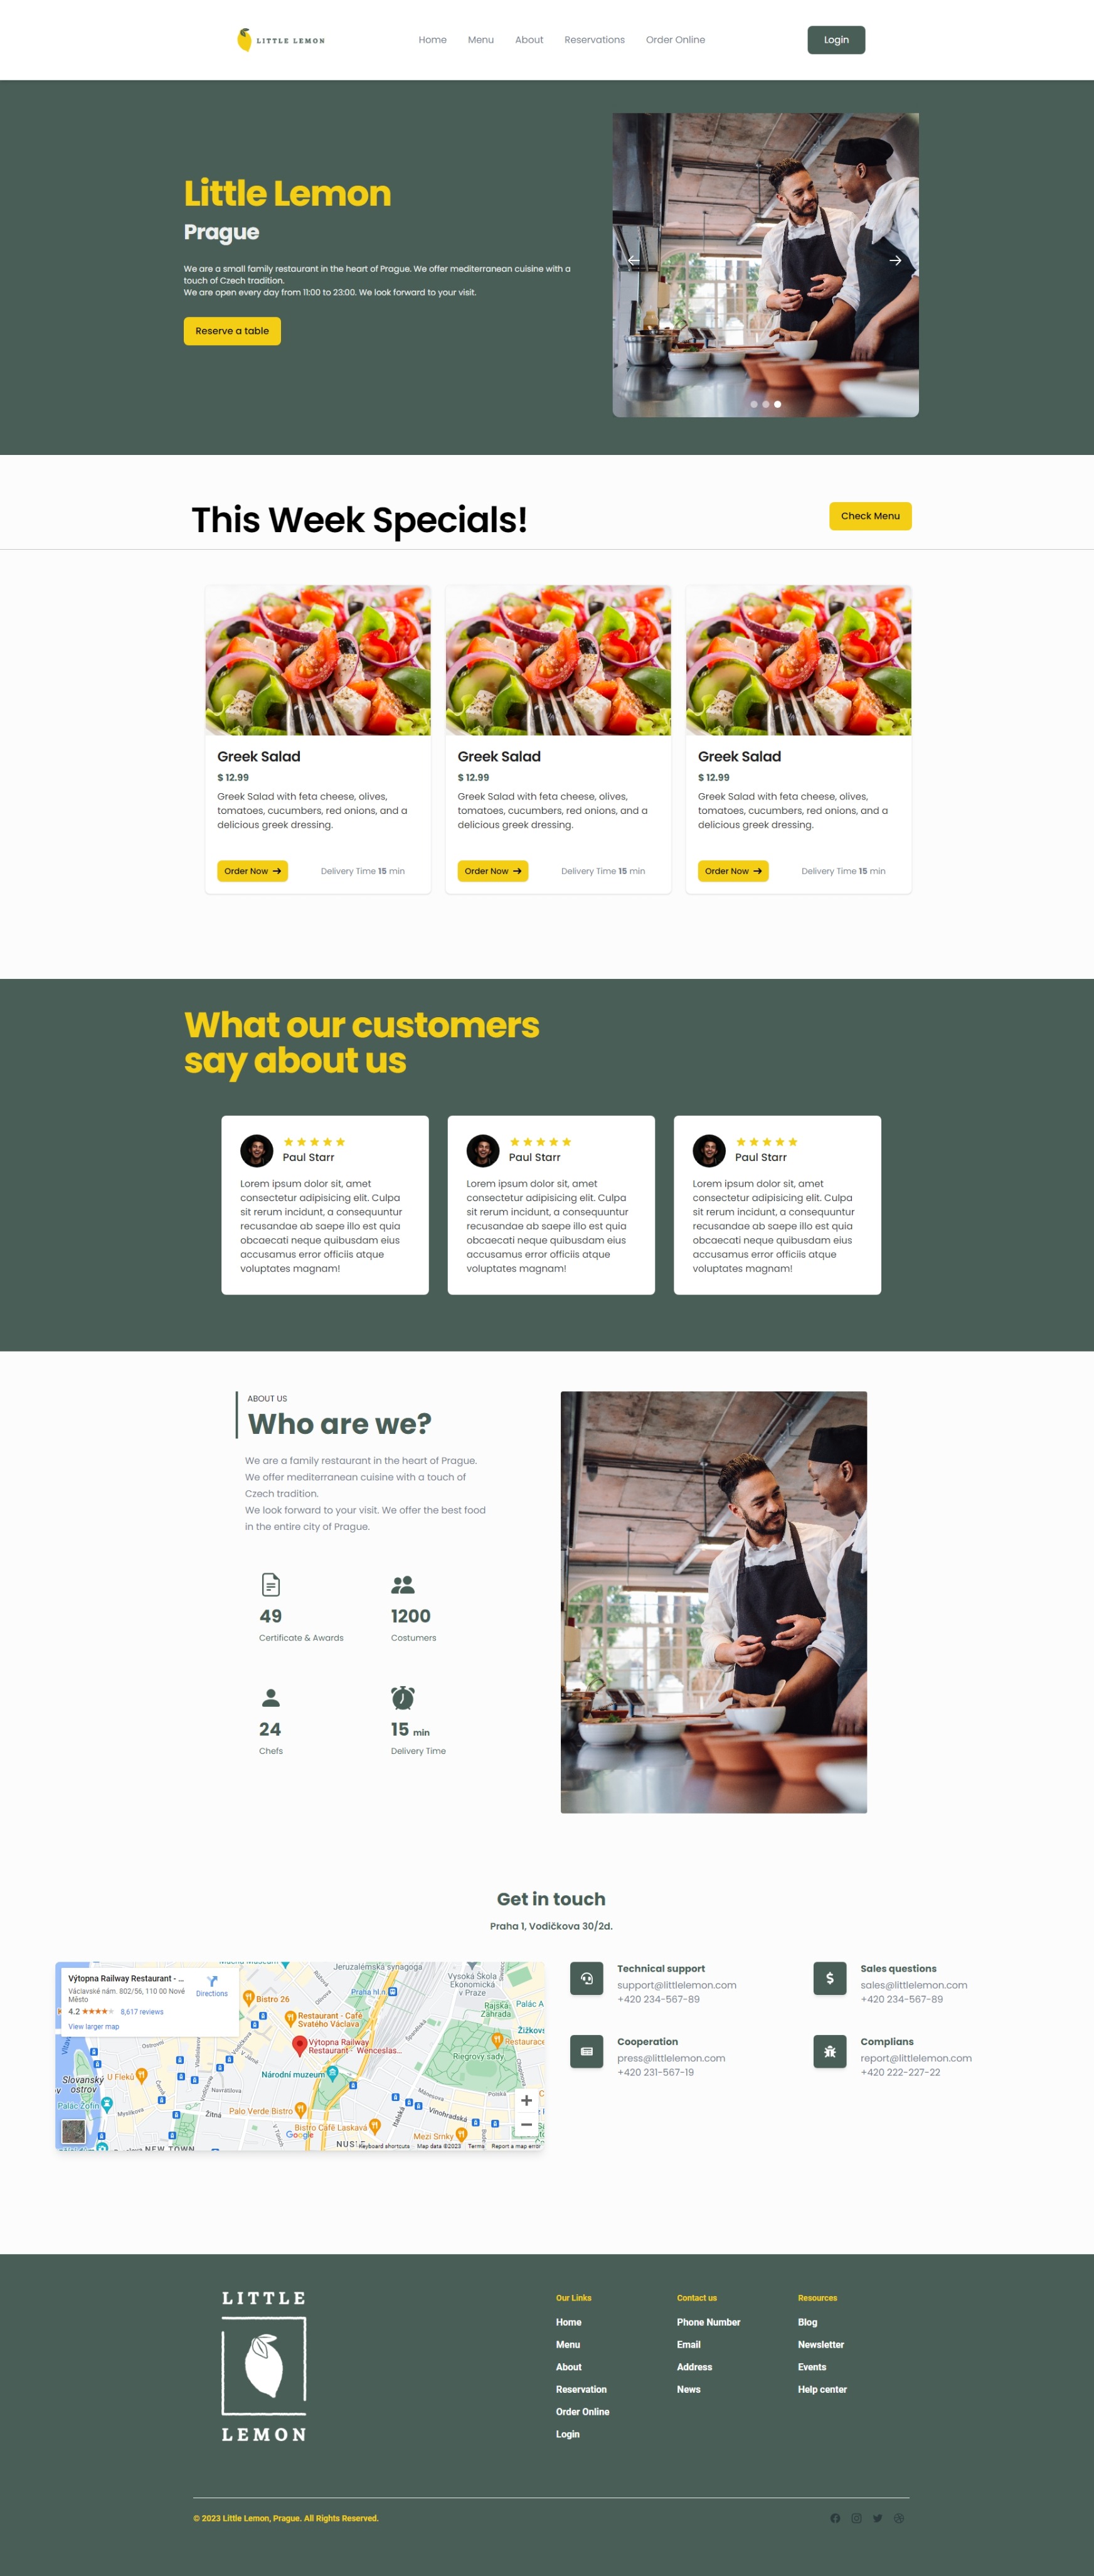 LITTLE LEMON
Home
Menu
About
Reservations
Order Online
Login
Little Lemon
Prague
We are a small family restaurant in the heart of Prague. We offer mediterranean cuisine with a
touch of Czech tradition.
We are open every day from 11:00 to 23:00. We look forward to your visit.
Reserve a table
This Week Specials!
Check Menu
Greek Salad
$ 12.99
Greek Salad with feta cheese, olives,
tomatoes, cucumbers, red onions, and a
delicious greek dressing.
Order Now
Delivery Time 15 min
Greek Salad
$ 12.99
Greek Salad with feta cheese, olives,
tomatoes, cucumbers, red onions, and a
delicious greek dressing.
Order Now
Delivery Time 15 min
Greek Salad
$ 12.99
Greek Salad with feta cheese, olives,
tomatoes, cucumbers, red onions, and a
delicious greek dressing.
Order Now
Delivery Time 15 min
What our customers
say about us
Paul Starr
Lorem ipsum dolor sit, amet
consectetur adipisicing elit. Culpa
sit rerum incidunt, a consequuntur
recusandae ab saepe illo est quia
obcaecati neque quibusdam eius
accusamus error officiis atque
voluptates magnam!
Paul Starr
Lorem ipsum dolor sit, amet
consectetur adipisicing elit. Culpa
sit rerum incidunt, a consequuntur
recusandae ab saepe illo est quia
obcaecati neque quibusdam eius
accusamus error officiis atque
voluptates magnam!
Paul Starr
Lorem ipsum dolor sit, amet
consectetur adipisicing elit. Culpa
sit rerum incidunt, a consequuntur
recusandae ab saepe illo est quia
obcaecati neque quibusdam eius
accusamus error officiis atque
voluptates magnam!
ABOUT US
Who are we?
We are a family restaurant in the heart of Prague.
We offer mediterranean cuisine with a touch of
Czech tradition.
We look forward to your visit. We offer the best food
in the entire city of Prague.
49
Certificate & Awards
1200
Costumers
24
Chefs
15 min
Delivery Time
Get in touch
Praha 1, Vodičkova 30/2d.
Výtopna Railway Restaurant - ...
Václavské nám. 802/56, 110 00 Nové
Město
4.2
8,617 reviews
View larger map
Directions
Jeruzalémská synagoga
Praha hl.n
Vysoká Škola
Ekonomická
v Praze
Rajská
Zahrada
Palác A
Bistro 26
Restaurant - Café
Svatého Václava
Výtopna Railway
Restaurant - Wenceslas...
Žižkovs
Restaurace
Riegrovy sady
Národní muzeum
U Fleků
Slovanský
ostrov
Palác Žofín
Myslíkova
Navrátilova
Žitná
Palo Verde Bistro
Bistro Café Laskava
Italská
Mánesova
Vinohradská
Polská
Mezi Srnky
NEW TOWN
Google
Keyboard shortcuts
Map data ©2023
Terms
Report a map error
Technical support
support@littlelemon.com
+420 234-567-89
Sales questions
sales@littlelemon.com
+420 234-567-89
Cooperation
press@littlelemon.com
+420 231-567-19
Complians
report@littlelemon.com
+420 222-227-22
LITTLE
LEMON
Our Links
Home
Menu
About
Reservation
Order Online
Login
Contact us
Phone Number
Email
Address
News
Resources
Blog
Newsletter
Events
Help center
© 2023 Little Lemon, Prague. All Rights Reserved.